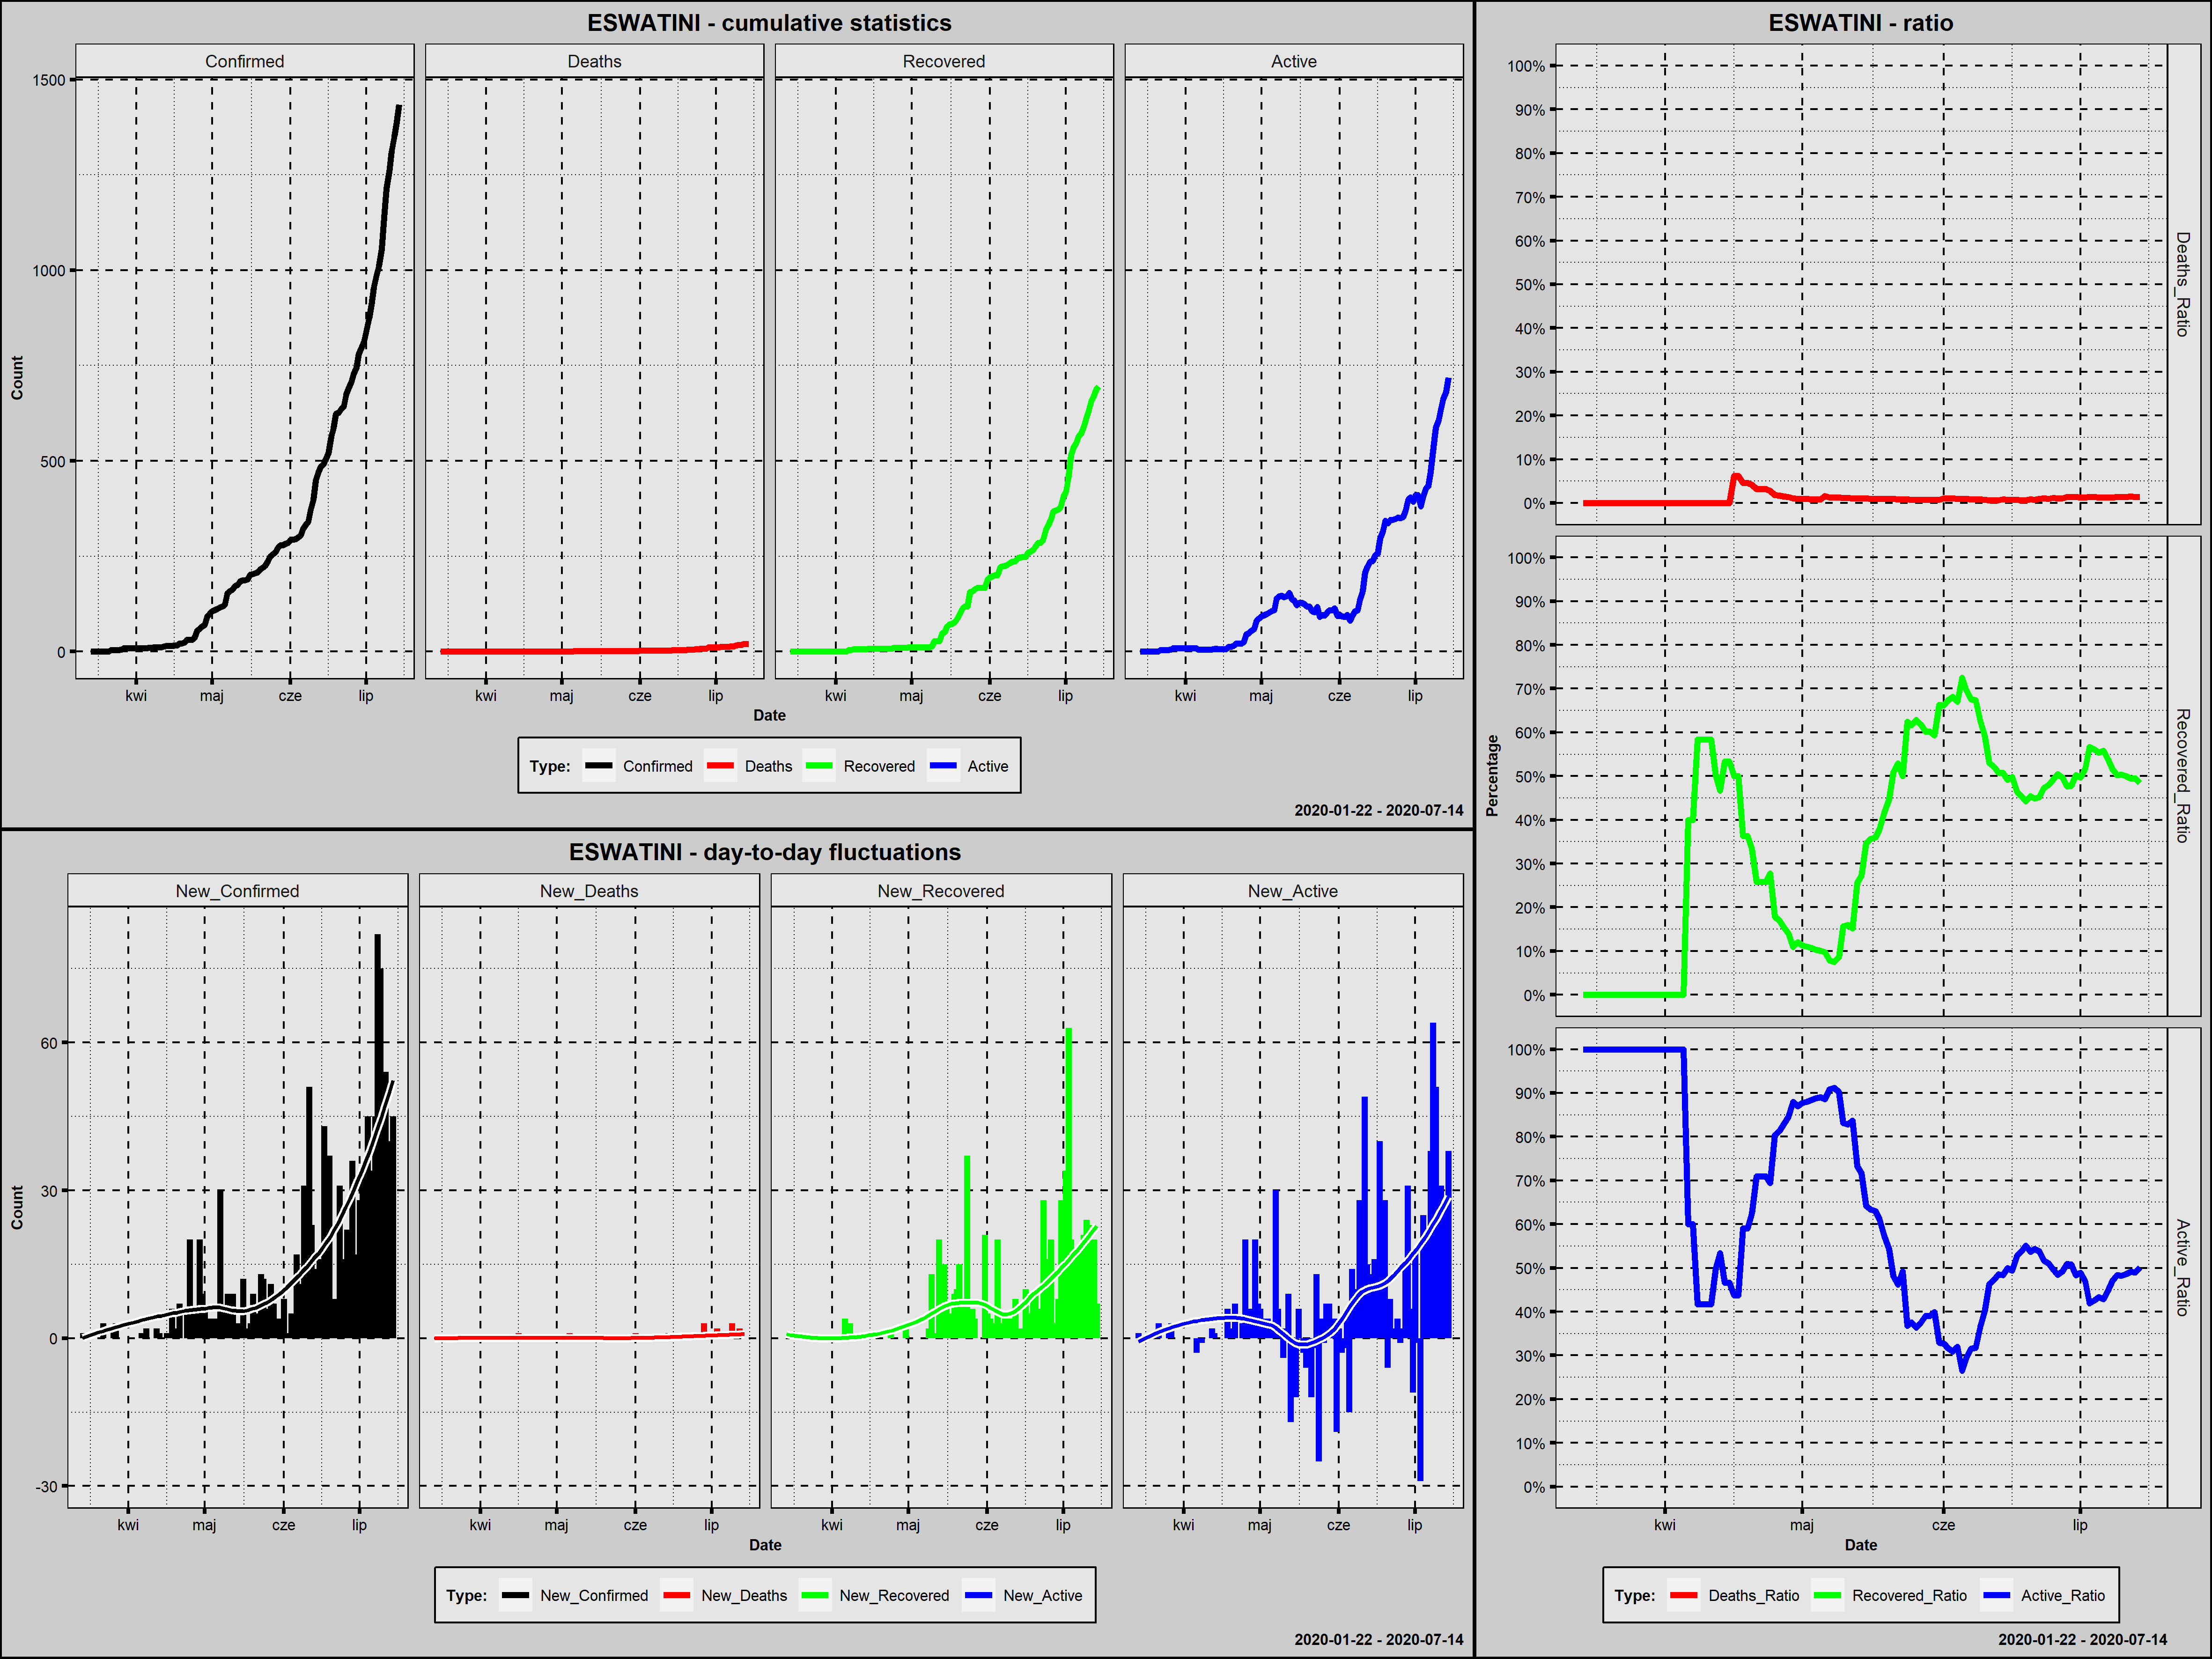 ESWATINI - cumulative statistics
Confirmed Deaths Recovered Active
Count
1500
1000
500
0
kwi maj cze lip kwi maj cze lip kwi maj cze lip kwi maj cze lip
Date
Type: Confirmed Deaths Recovered Active
2020-01-22 - 2020-07-14
ESWATINI - day-to-day fluctuations
New_Confirmed New_Deaths New_Recovered New_Active
Count
60
30
0
-30
kwi maj cze lip kwi maj cze lip kwi maj cze lip kwi maj cze lip
Date
Type: New_Confirmed New_Deaths New_Recovered New_Active
2020-01-22 - 2020-07-14
ESWATINI - ratio
Percentage
100%
90%
80%
70%
60%
50%
40%
30%
20%
10%
0%
Deaths_Ratio
100%
90%
80%
70%
60%
50%
40%
30%
20%
10%
0%
Recovered_Ratio
100%
90%
80%
70%
60%
50%
40%
30%
20%
10%
0%
Active_Ratio
kwi maj cze lip
Date
Type: Deaths_Ratio Recovered_Ratio Active_Ratio
2020-01-22 - 2020-07-14